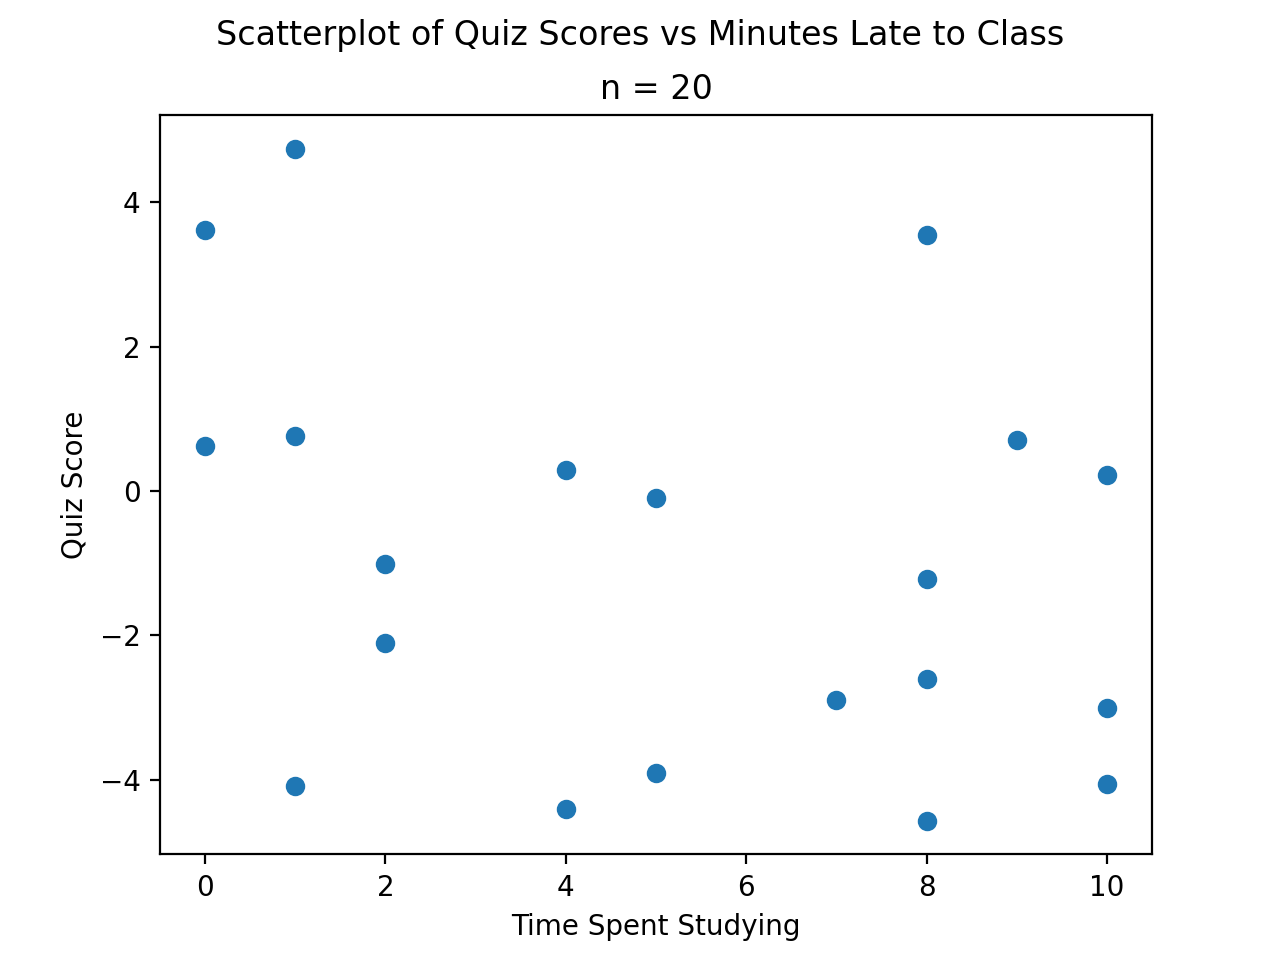 Scatterplot of Quiz Scores vs Minutes Late to Class
n = 20
4
2
0
−2
−4
Quiz Score
0 2 4 6 8 10
Time Spent Studying